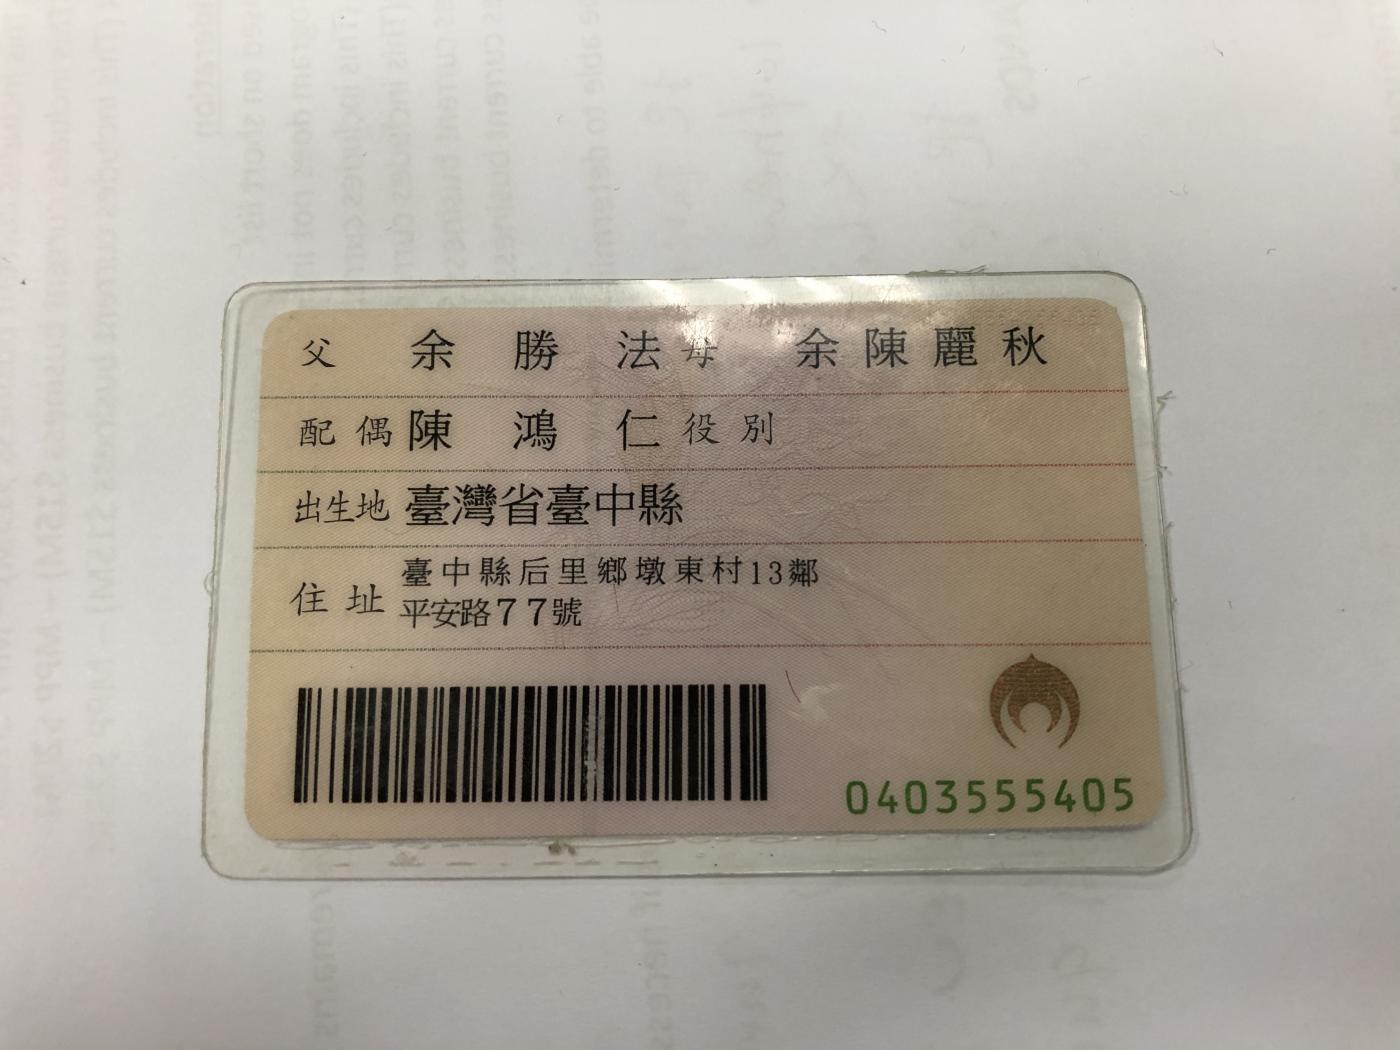 父 余勝法 母 余陳麗秋
配偶 陳鴻仁 役別
出生地 臺灣省臺中縣
住址 臺中縣后里鄉墩東村13鄰
平安路77號
0403555405